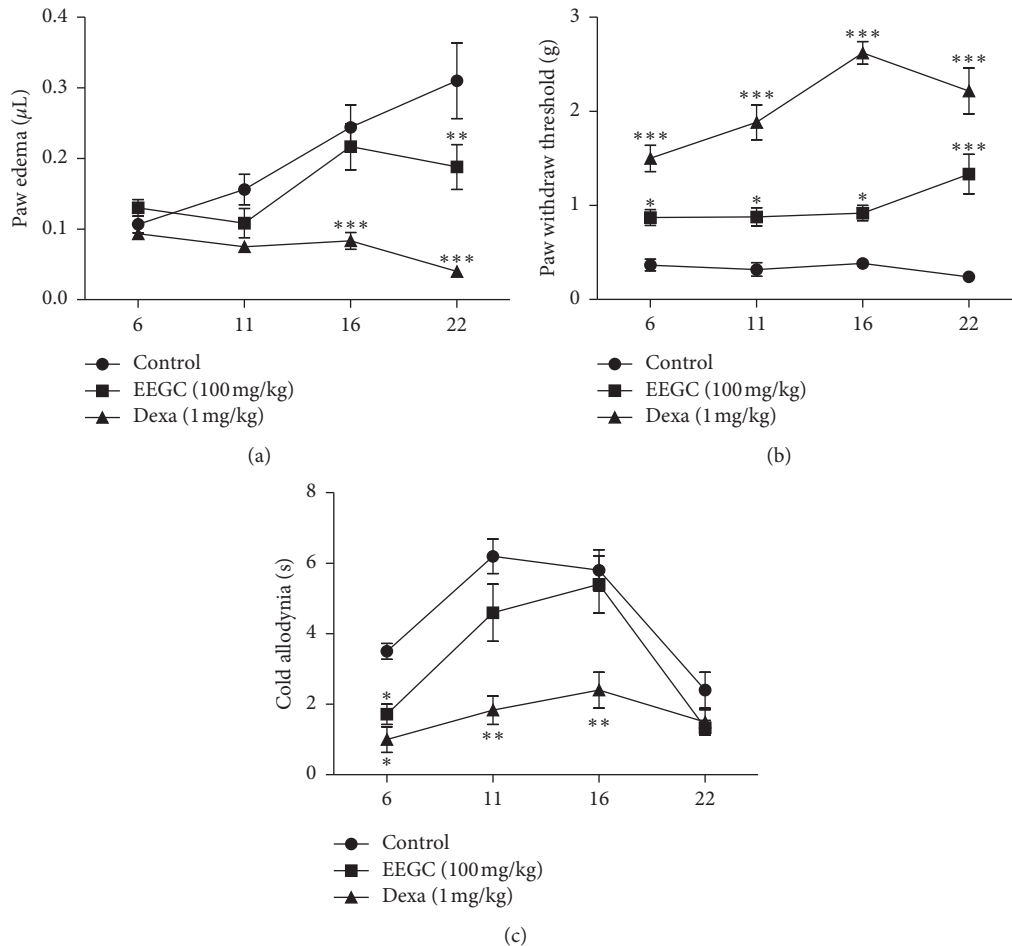 0.4
0.3
0.2
0.1
0.0
Paw edema (μL)
**
***
***
6 11 16 22
Control
EEGC (100 mg/kg)
Dexa (1 mg/kg)
(a)
3
2
1
0
Paw withdraw threshold (g)
***
***
***
***
***
*
*
*
6 11 16 22
Control
EEGC (100 mg/kg)
Dexa (1 mg/kg)
(b)
8
6
4
2
0
Cold allodynia (s)
*
*
**
**
6 11 16 22
Control
EEGC (100 mg/kg)
Dexa (1 mg/kg)
(c)